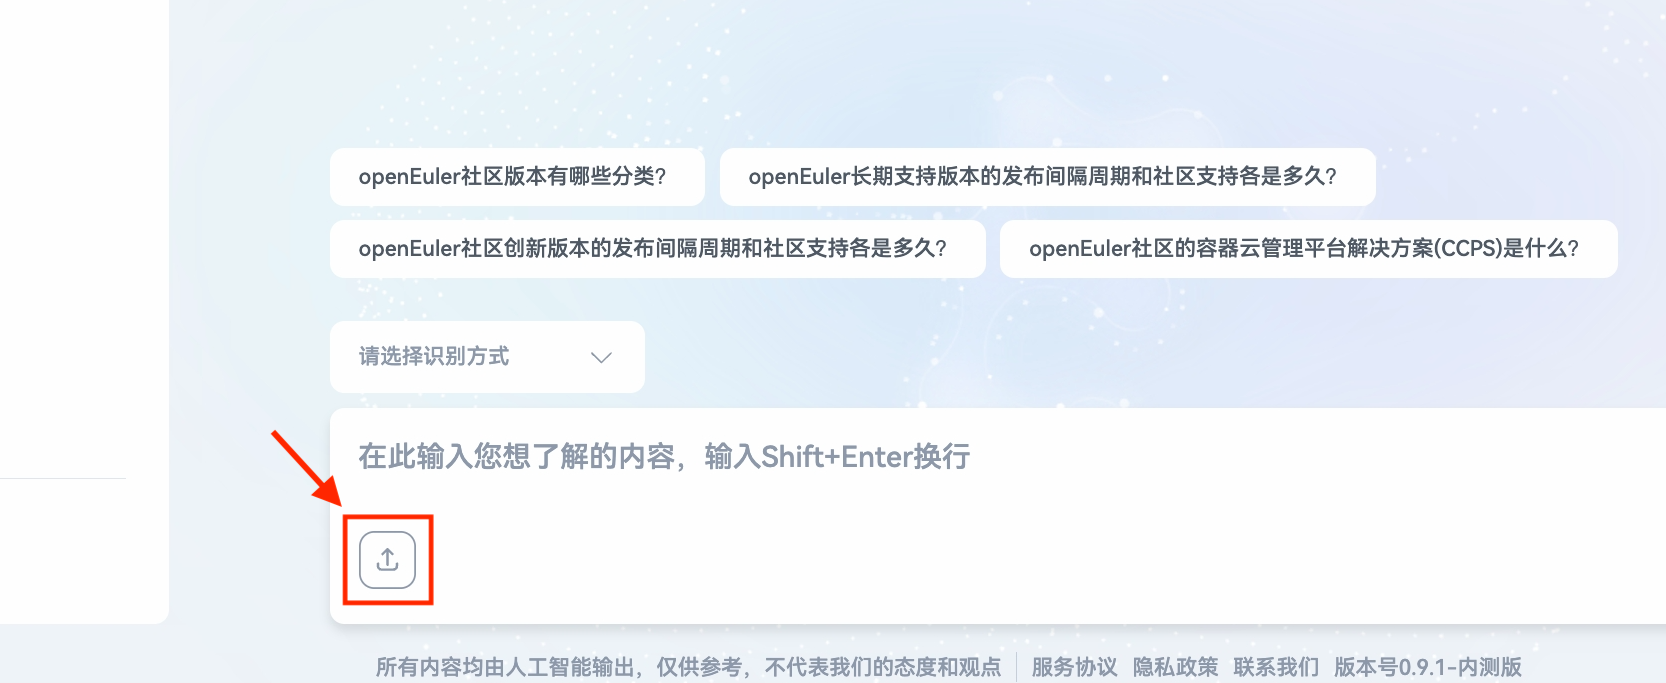 openEuler社区版本有哪些分类?
openEuler长期支持版本的发布间隔周期和社区支持各是多久?
openEuler社区创新版本的发布间隔周期和社区支持各是多久?
openEuler社区的容器云管理平台解决方案(CCPS)是什么?
请选择识别方式
在此输入您想了解的内容，输入Shift+Enter换行
所有内容均由人工智能输出，仅供参考，不代表我们的态度和观点 服务协议 隐私政策 联系我们 版本号0.9.1-内测版